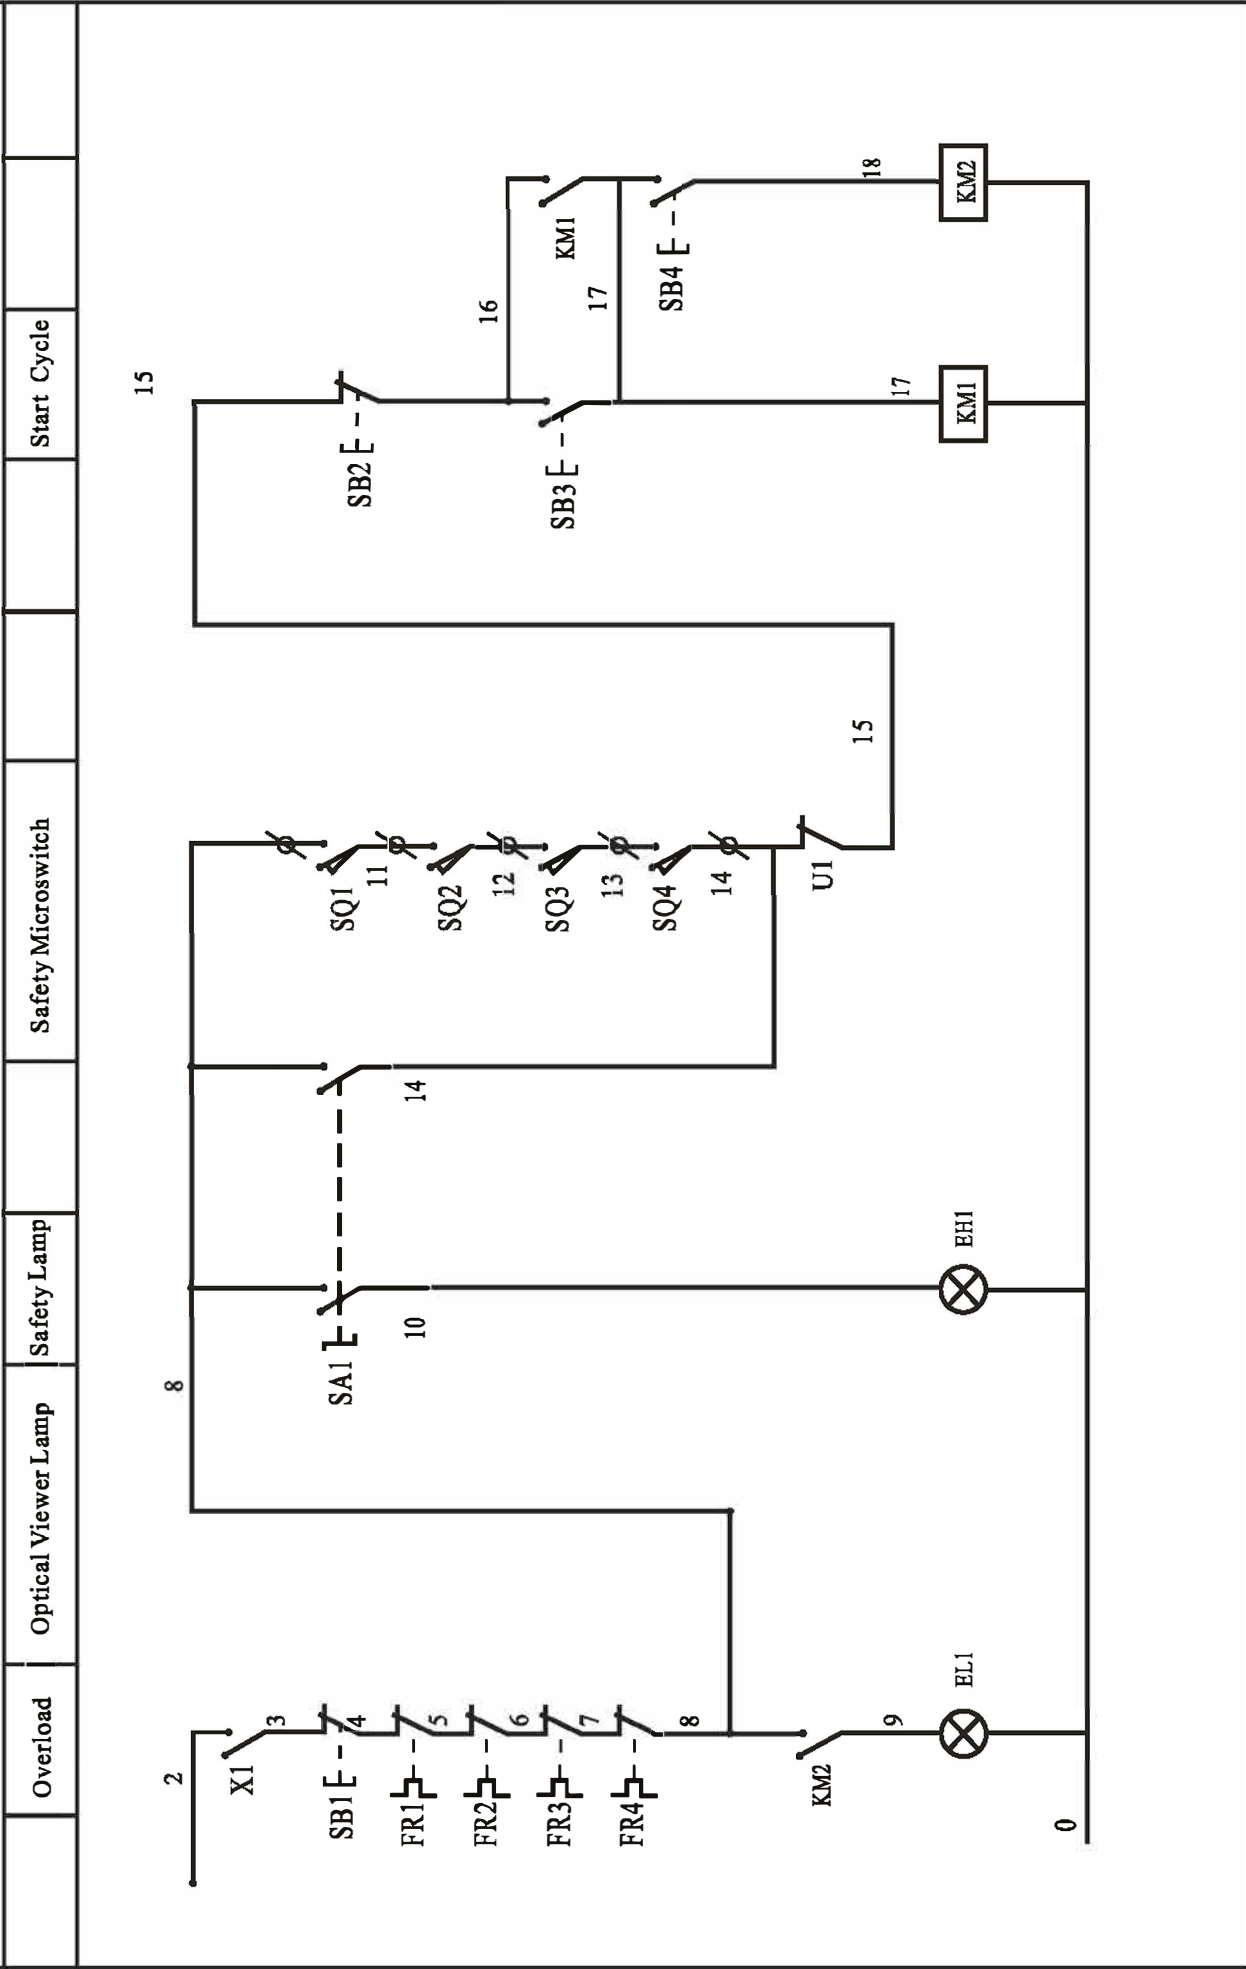 Overload
Optical Viewer Lamp
Safety Lamp
Safety Microswitch
Start Cycle
2
X1
3
SB1
4
FR1
5
FR2
6
FR3
7
FR4
8
KM2
9
EL1
0
8
SA1
10
EH1
14
SQ1
11
SQ2
12
SQ3
13
SQ4
14
U1
15
15
SB2
16
SB3
17
KM1
KM1
17
SB4
18
KM2